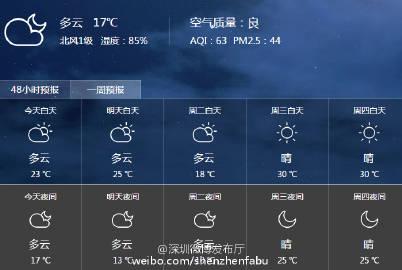 多云 17℃
北风1级 湿度：85%
空气质量：良
AQI：63 PM2.5：44
48小时预报 一周预报
今天白天 明天白天 周二白天 周三白天 周四白天
多云 多云 多云 晴 晴
23 ℃ 25 ℃ 18 ℃ 30 ℃ 30 ℃
今天夜间 明天夜间 周二夜间 周三夜间 周四夜间
多云 多云 多云 晴 晴
17 ℃ 13 ℃ 25 ℃ 25 ℃
@深圳微博发布厅
weibo.com/shenzhenfabu